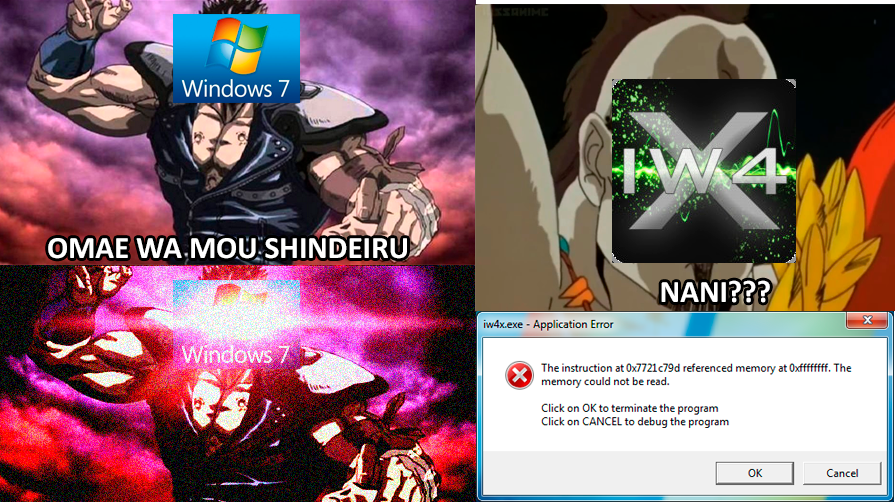 Windows 7
OMAE WA MOU SHINDEIRU
IW4X
NANI???
Windows 7
iw4x.exe - Application Error
The instruction at 0x7721c79d referenced memory at 0xffffffff. The
memory could not be read.
Click on OK to terminate the program
Click on CANCEL to debug the program
OK
Cancel